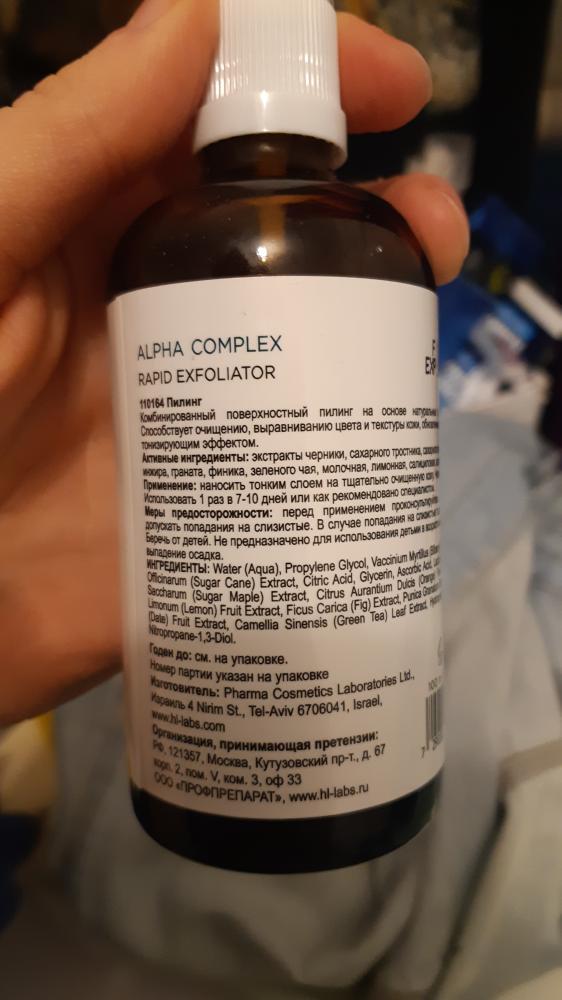 ALPHA COMPLEX
RAPID EXFOLIATOR
110164 Пилинг
Комбинированный поверхностный пилинг на основе
Способствует очищению, выравниванию цвета и текстуры кожи,
тонизирующим эффектом.
Активные ингредиенты: экстракты черники, сахарного тростника,
инжира, граната, финика, зеленого чая, молочная, лимонная,
Применение: наносить тонким слоем на тщательно очищенную кожу.
Использовать 1 раз в 7-10 дней или как рекомендовано специалистом.
Меры предосторожности: перед применением
допускать попадания на слизистые. В случае попадания на
Беречь от детей. Не предназначено для использования детьми в
выпадение осадка.
ИНГРЕДИЕНТЫ: Water (Aqua), Propylene Glycol, Vaccinium Myrtillus
Officinarum (Sugar Cane) Extract, Citric Acid, Glycerin, Ascorbic Acid,
Saccharum (Sugar Maple) Extract, Citrus Aurantium Dulcis (Orange)
Limonum (Lemon) Fruit Extract, Ficus Carica (Fig) Extract, Punica
(Date) Fruit Extract, Camellia Sinensis (Green Tea) Leaf Extract,
Nitropropane-1,3-Diol.
Годен до: см. на упаковке.
Номер партии указан на упаковке
Изготовитель: Pharma Cosmetics Laboratories Ltd.,
Израиль 4 Nirim St., Tel-Aviv 6706041, Israel,
www.hl-labs.com
Организация, принимающая претензии:
РФ, 121357, Москва, Кутузовский пр-т., д. 67
корп. 2, пом. V, ком. 3, оф 33
ООО «ПРОФПРЕПАРАТ», www.hl-labs.ru
100
7